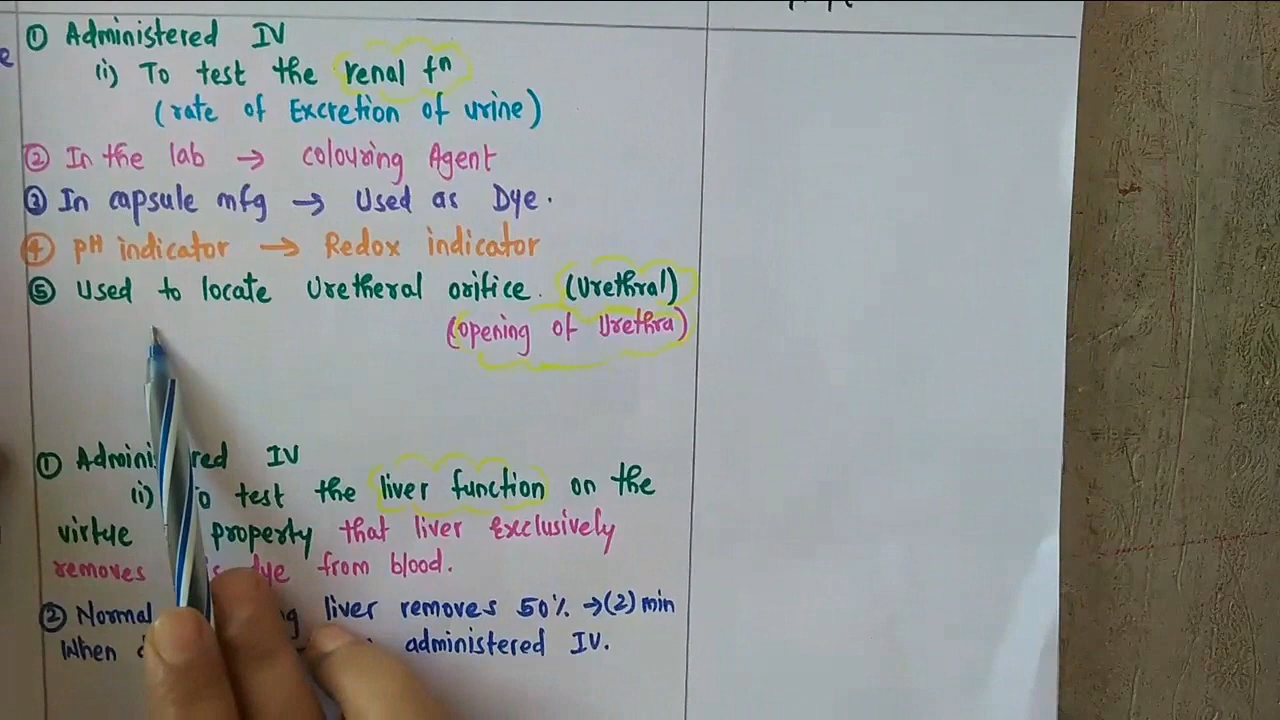 ① Administered IV
(i) To test the renal fⁿ
(rate of Excretion of urine)
② In the lab → colouring Agent
③ In capsule mfg → Used as Dye.
④ pH indicator → Redox indicator
⑤ Used to locate Uretheral orifice. (Urethral)
(opening of Urethra)
① Admini red IV
(i) To test the liver function on the
virtue property that liver Exclusively
removes dye from blood.
② Normal liver removes 50% → (2) min
When administered IV.